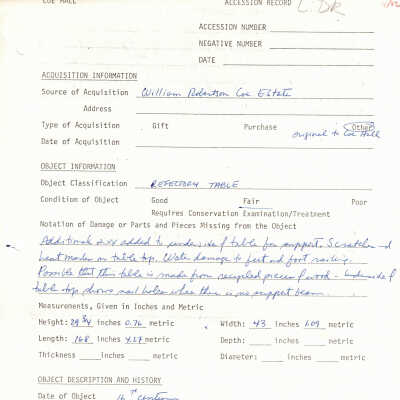 COE HALL
ACCESSION RECORD L. DR
ACCESSION NUMBER
NEGATIVE NUMBER
DATE
ACQUISITION INFORMATION
Source of Acquisition William Robertson Coe Estate
Address
Type of Acquisition Gift Purchase Other
original to Coe Hall
Date of Acquisition
OBJECT INFORMATION
Object Classification REFECTORY TABLE
Condition of Object Good Fair Poor
Requires Conservation Examination/Treatment
Notation of Damage or Parts and Pieces Missing from the Object
Additional added to underside of table for support. Scratches and
heat marks on table top. Water damage to feet and foot railing.
Possible that this table is made from recycled pieces of wood - underside of
table top shows nail holes where there is no support beam.
Measurements, Given in Inches and Metric
Height: 29 3/4 inches 0.76 metric Width: 43 inches 1.09 metric
Length: 168 inches 4.27 metric Depth: inches metric
Thickness inches metric Diameter: inches metric
OBJECT DESCRIPTION AND HISTORY
Date of Object 16th century